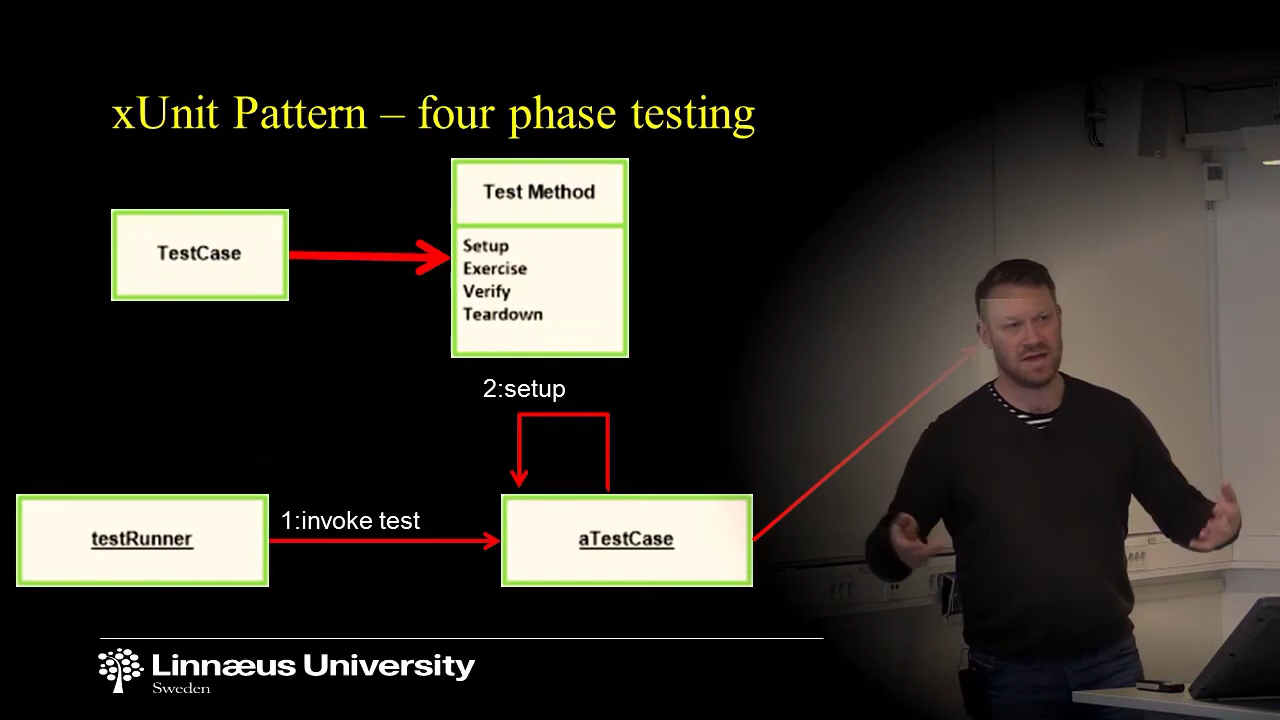 xUnit Pattern – four phase testing
Test Method
TestCase
Setup
Exercise
Verify
Teardown
2:setup
1:invoke test
testRunner
aTestCase
Linnæus University
Sweden